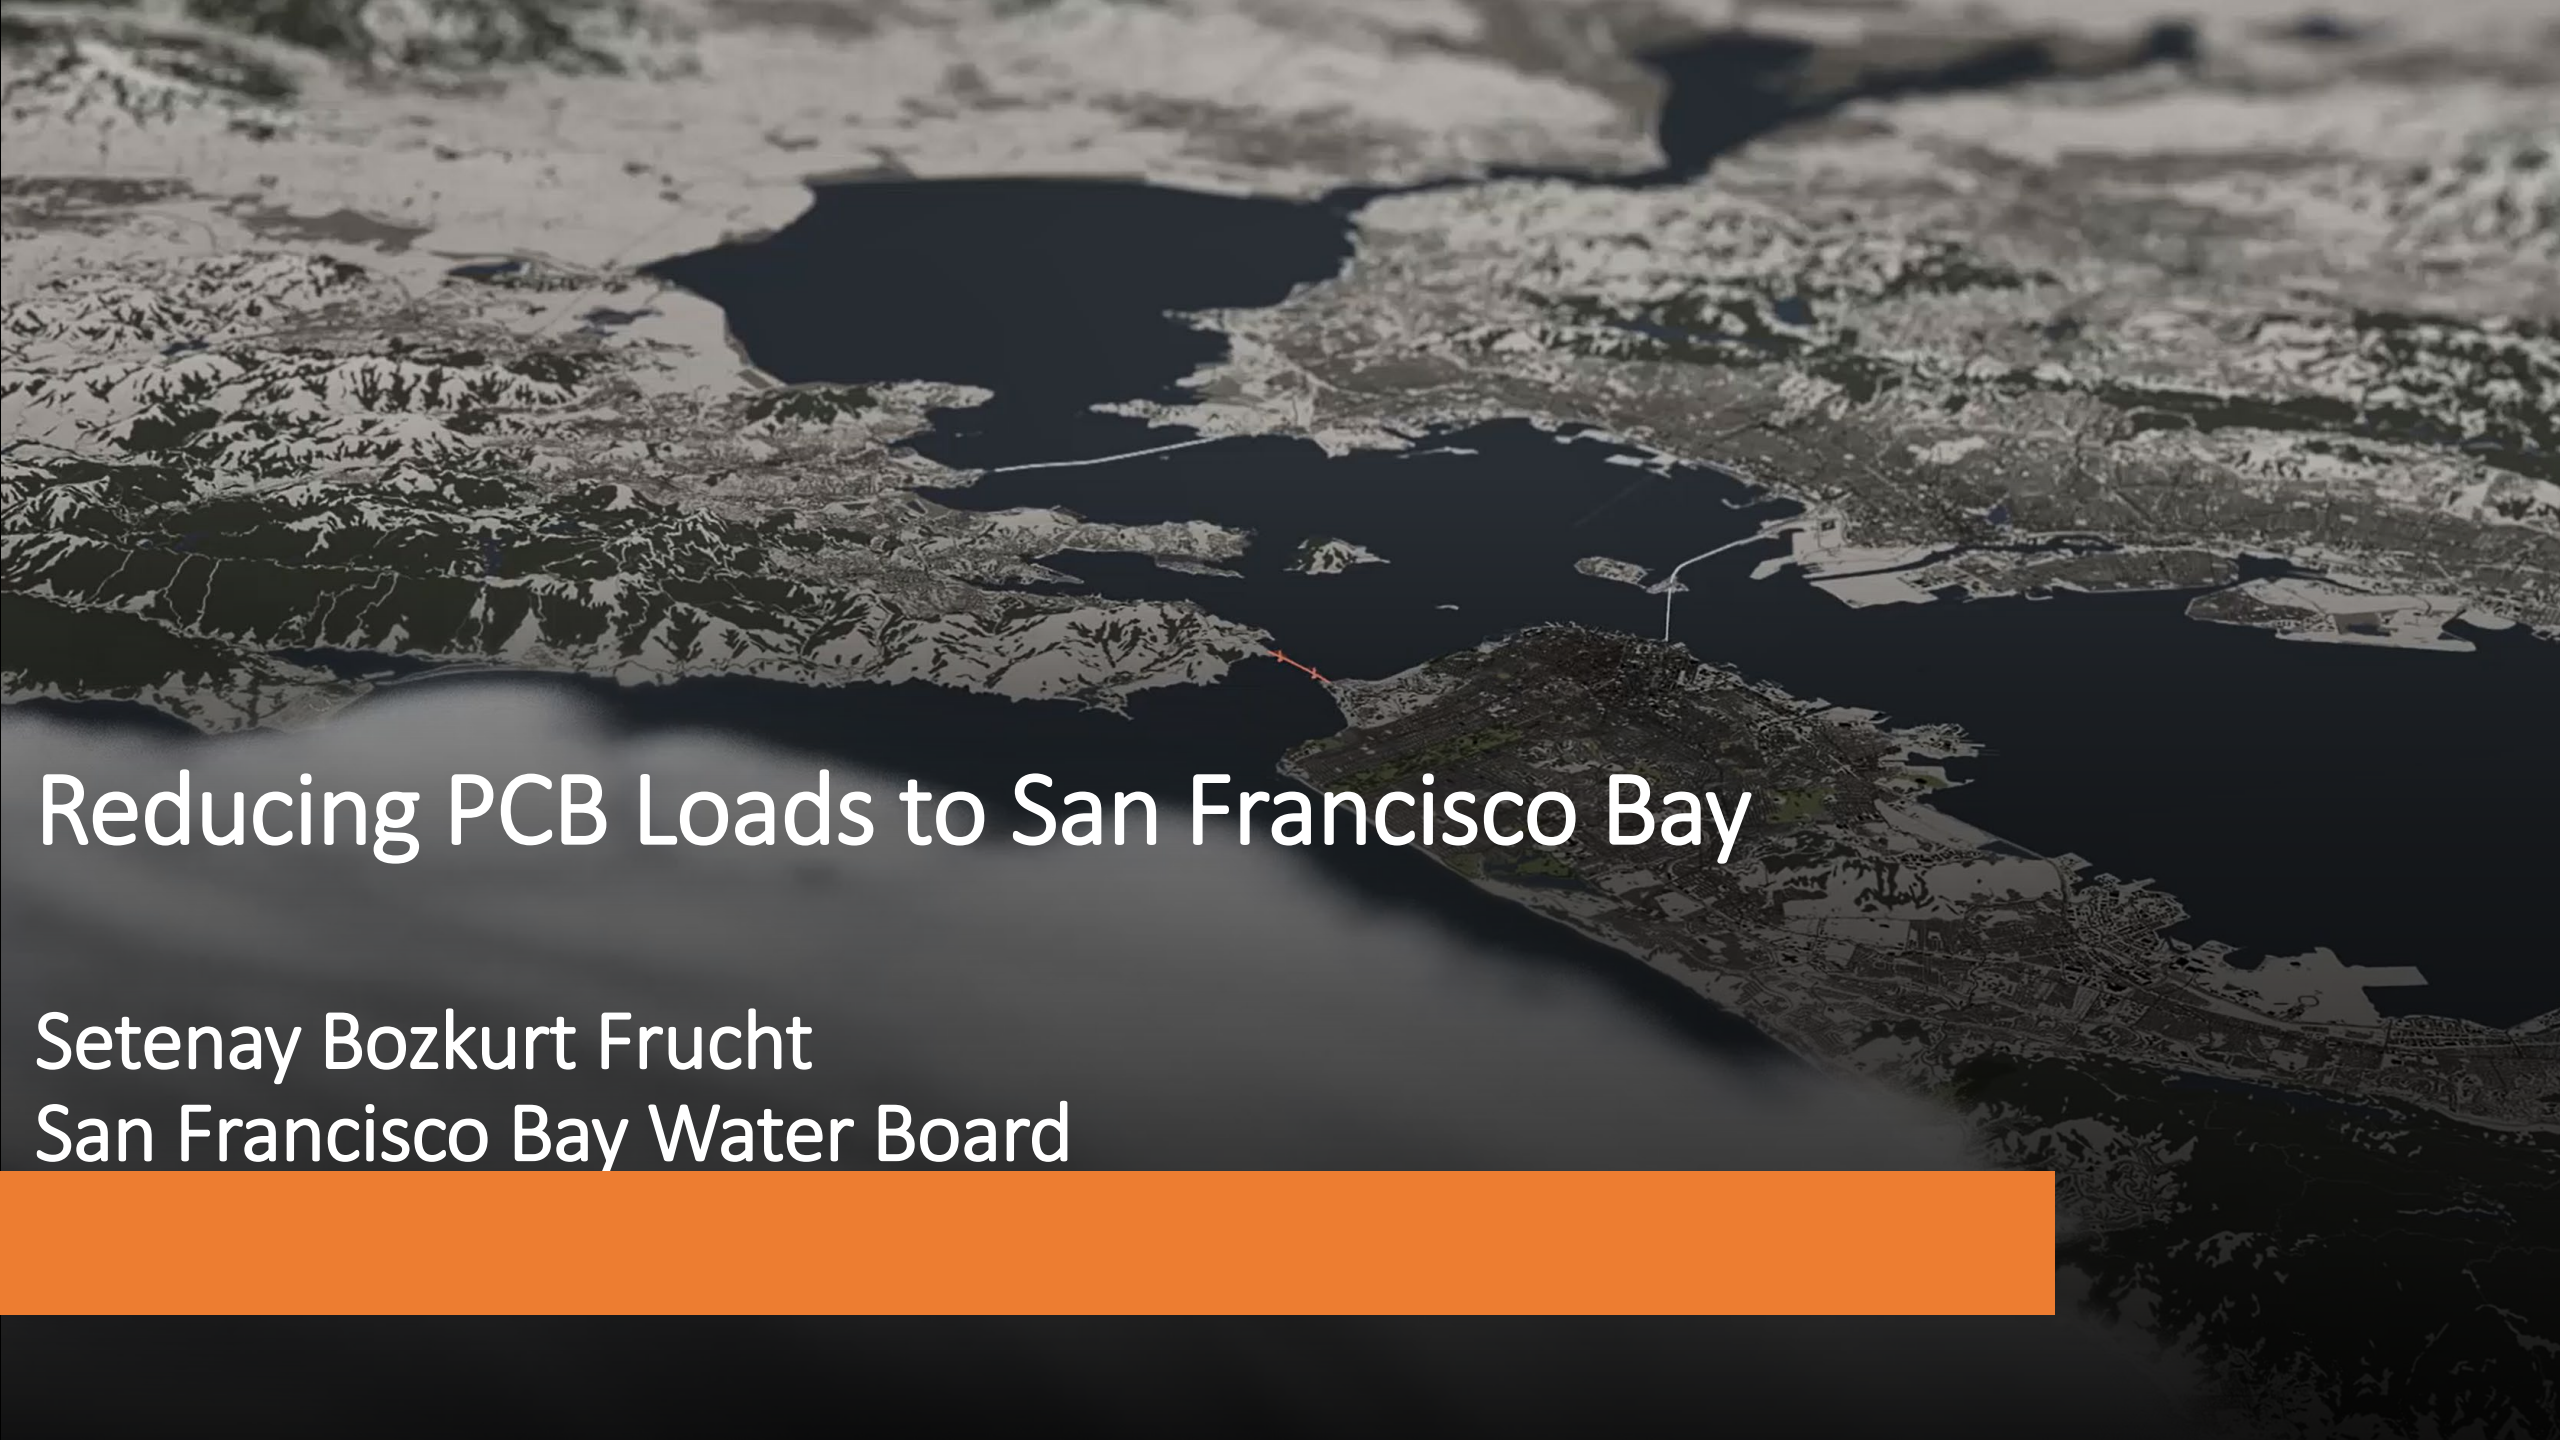 Reducing PCB Loads to San Francisco Bay
Setenay Bozkurt Frucht
San Francisco Bay Water Board